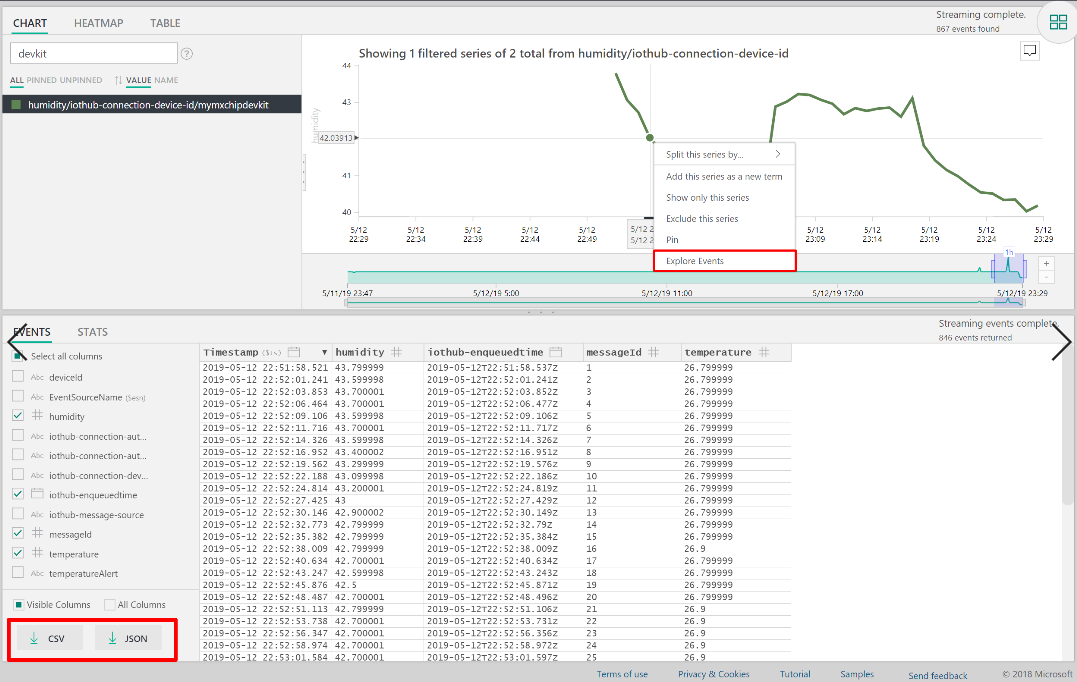 CHART HEATMAP TABLE
Streaming complete.
867 events found
devkit
?
ALL PINNED UNPINNED VALUE NAME
humidity/iothub-connection-device-id/mymxchipdevkit
Showing 1 filtered series of 2 total from humidity/iothub-connection-device-id
humidity
44
43
42.03913
41
40
5/12 22:29
5/12 22:34
5/12 22:39
5/12 22:44
5/12 22:49
5/12 2
5/12 2
5/12 23:09
5/12 23:14
5/12 23:19
5/12 23:24
5/12 23:29
Split this series by...
Add this series as a new term
Show only this series
Exclude this series
Pin
Explore Events
1h
+
-
5/11/19 23:47 5/12/19 5:00 5/12/19 11:00 5/12/19 17:00 5/12/19 23:29
EVENTS STATS
Streaming events complete.
846 events returned
Select all columns
Abc deviceId
Abc EventSourceName ($esn)
humidity
Abc iothub-connection-aut...
Abc iothub-connection-aut...
Abc iothub-connection-dev...
iothub-enqueuedtime
Abc iothub-message-source
messageId
temperature
Abc temperatureAlert
Visible Columns All Columns
CSV JSON
Timestamp ($ts) humidity iothub-enqueuedtime messageId temperature
2019-05-12 22:51:58.521 43.799999 2019-05-12T22:51:58.537Z 1 26.799999
2019-05-12 22:52:01.241 43.599998 2019-05-12T22:52:01.241Z 2 26.799999
2019-05-12 22:52:03.853 43.700001 2019-05-12T22:52:03.852Z 3 26.799999
2019-05-12 22:52:06.464 43.700001 2019-05-12T22:52:06.477Z 4 26.799999
2019-05-12 22:52:09.106 43.599998 2019-05-12T22:52:09.106Z 5 26.799999
2019-05-12 22:52:11.716 43.700001 2019-05-12T22:52:11.717Z 6 26.799999
2019-05-12 22:52:14.326 43.599998 2019-05-12T22:52:14.326Z 7 26.799999
2019-05-12 22:52:16.952 43.400002 2019-05-12T22:52:16.951Z 8 26.799999
2019-05-12 22:52:19.562 43.299999 2019-05-12T22:52:19.576Z 9 26.799999
2019-05-12 22:52:22.188 43.099998 2019-05-12T22:52:22.186Z 10 26.799999
2019-05-12 22:52:24.814 43.200001 2019-05-12T22:52:24.819Z 11 26.799999
2019-05-12 22:52:27.425 43 2019-05-12T22:52:27.429Z 12 26.799999
2019-05-12 22:52:30.146 42.900002 2019-05-12T22:52:30.149Z 13 26.799999
2019-05-12 22:52:32.773 42.799999 2019-05-12T22:52:32.79Z 14 26.799999
2019-05-12 22:52:35.382 42.799999 2019-05-12T22:52:35.384Z 15 26.799999
2019-05-12 22:52:38.009 42.799999 2019-05-12T22:52:38.009Z 16 26.9
2019-05-12 22:52:40.634 42.700001 2019-05-12T22:52:40.634Z 17 26.799999
2019-05-12 22:52:43.247 42.599998 2019-05-12T22:52:43.243Z 18 26.799999
2019-05-12 22:52:45.876 42.5 2019-05-12T22:52:45.871Z 19 26.799999
2019-05-12 22:52:48.487 42.700001 2019-05-12T22:52:48.496Z 20 26.799999
2019-05-12 22:52:51.113 42.799999 2019-05-12T22:52:51.106Z 21 26.9
2019-05-12 22:52:53.738 42.700001 2019-05-12T22:52:53.731Z 22 26.9
2019-05-12 22:52:56.347 42.700001 2019-05-12T22:52:56.356Z 23 26.9
2019-05-12 22:52:58.974 42.700001 2019-05-12T22:52:58.972Z 24 26.9
2019-05-12 22:53:01.584 42.700001 2019-05-12T22:53:01.597Z 25 26.9
Terms of use Privacy & Cookies Tutorial Samples Send feedback © 2018 Microsoft